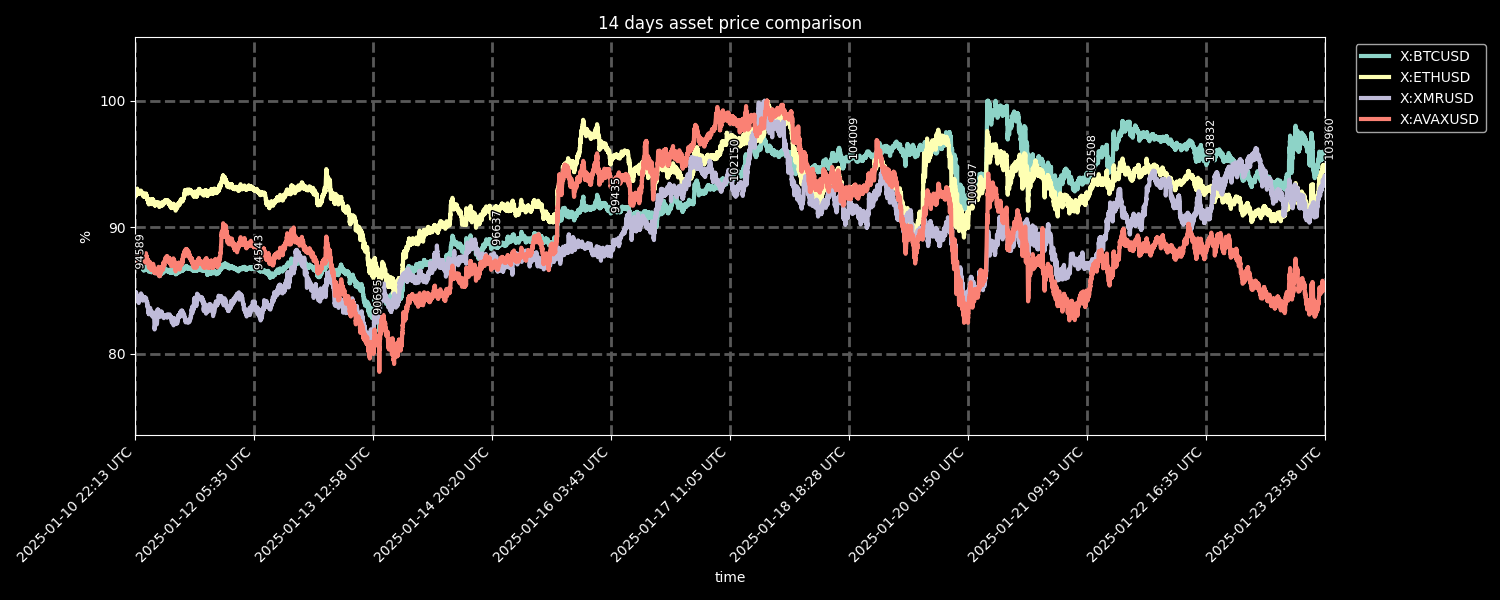 14 days asset price comparison
X:BTCUSD
X:ETHUSD
X:XMRUSD
X:AVAXUSD
100
90
80
%
94589
94543
90695
96637
99435
102150
104009
100097
102508
103832
103960
2025-01-10 22:13 UTC
2025-01-12 05:35 UTC
2025-01-13 12:58 UTC
2025-01-14 20:20 UTC
2025-01-16 03:43 UTC
2025-01-17 11:05 UTC
2025-01-18 18:28 UTC
2025-01-20 01:50 UTC
2025-01-21 09:13 UTC
2025-01-22 16:35 UTC
2025-01-23 23:58 UTC
time